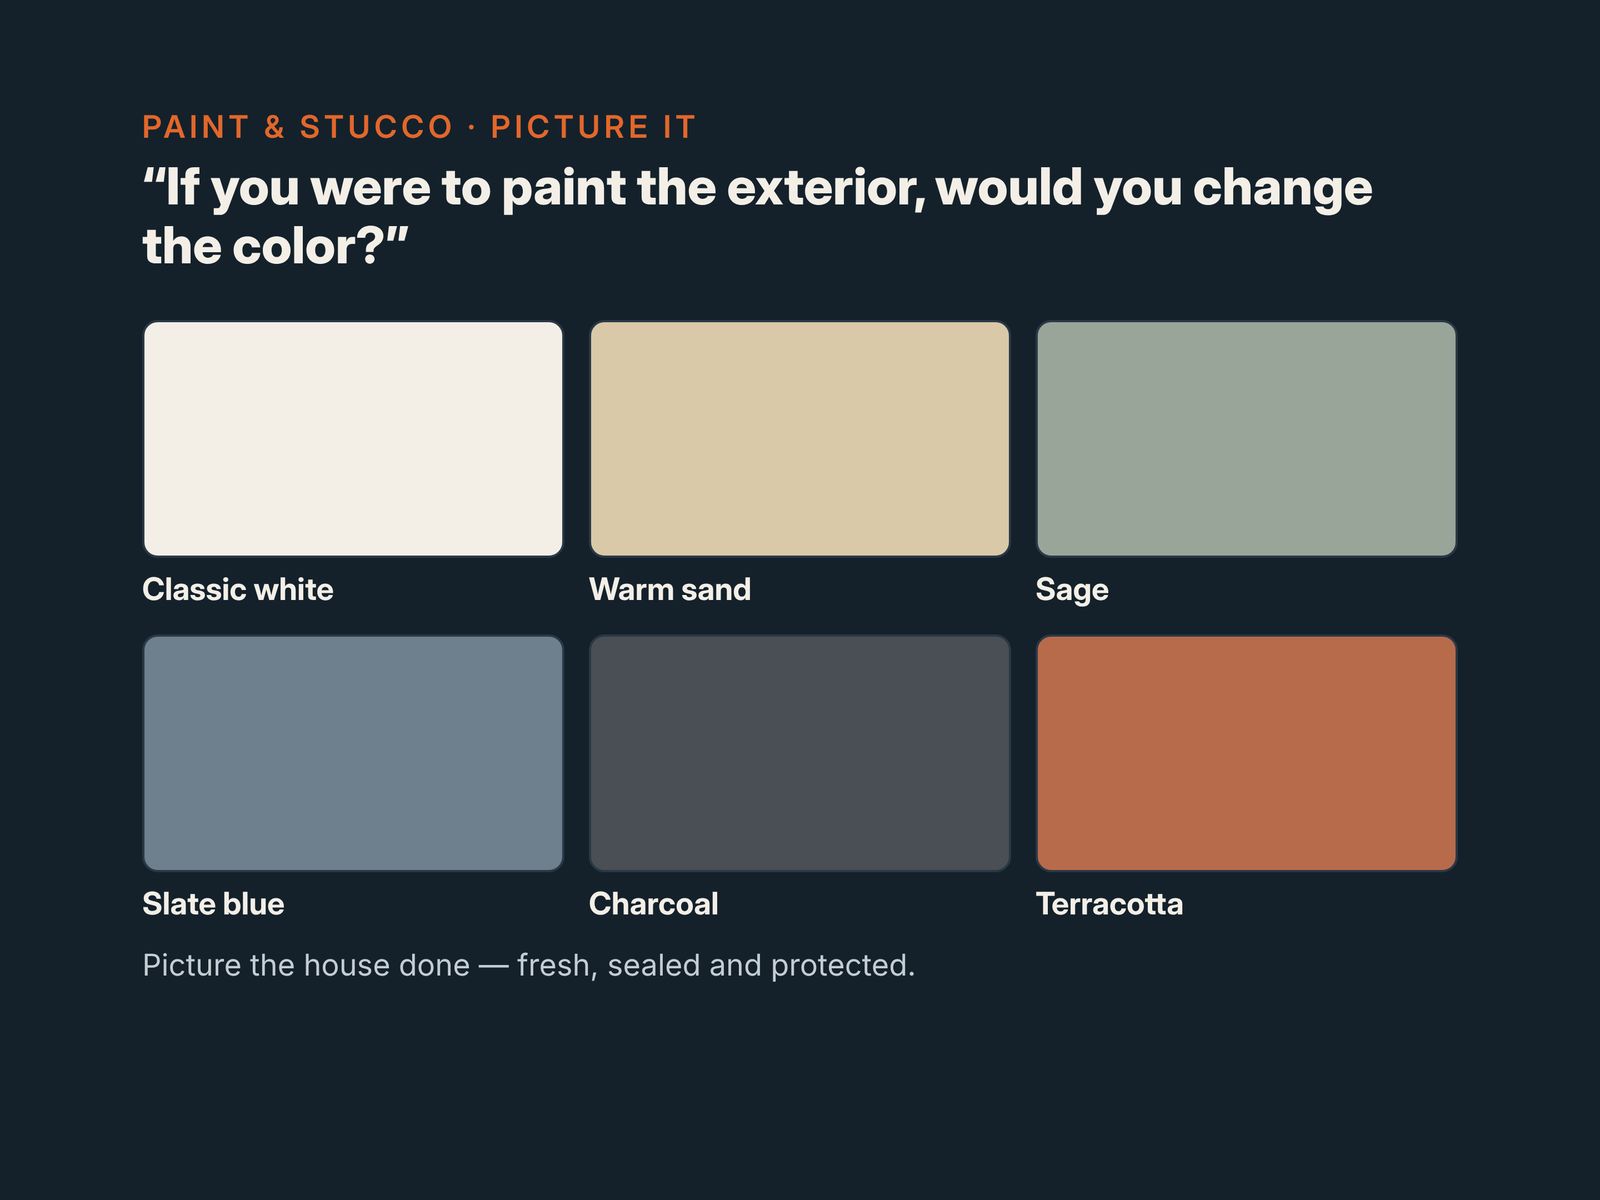 PAINT & STUCCO · PICTURE IT
“If you were to paint the exterior, would you change
the color?”
Classic white
Warm sand
Sage
Slate blue
Charcoal
Terracotta
Picture the house done — fresh, sealed and protected.